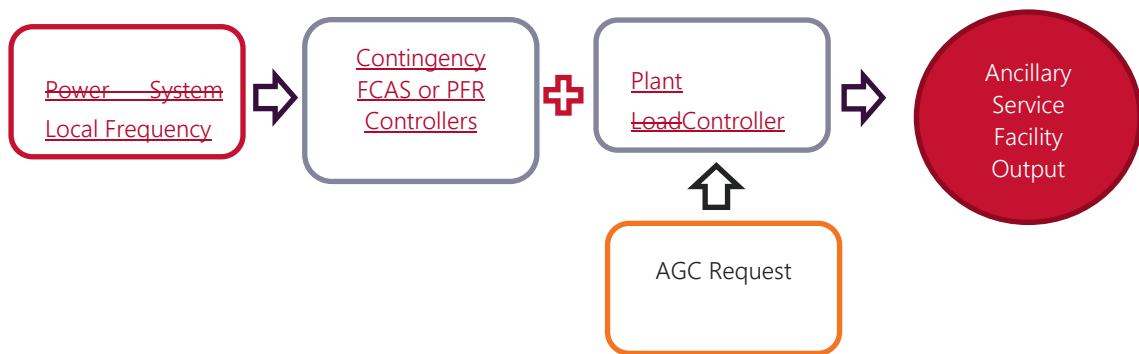 Power System
Local Frequency
Contingency
FCAS or PFR
Controllers
Plant
LoadController
Ancillary
Service
Facility
Output
AGC Request